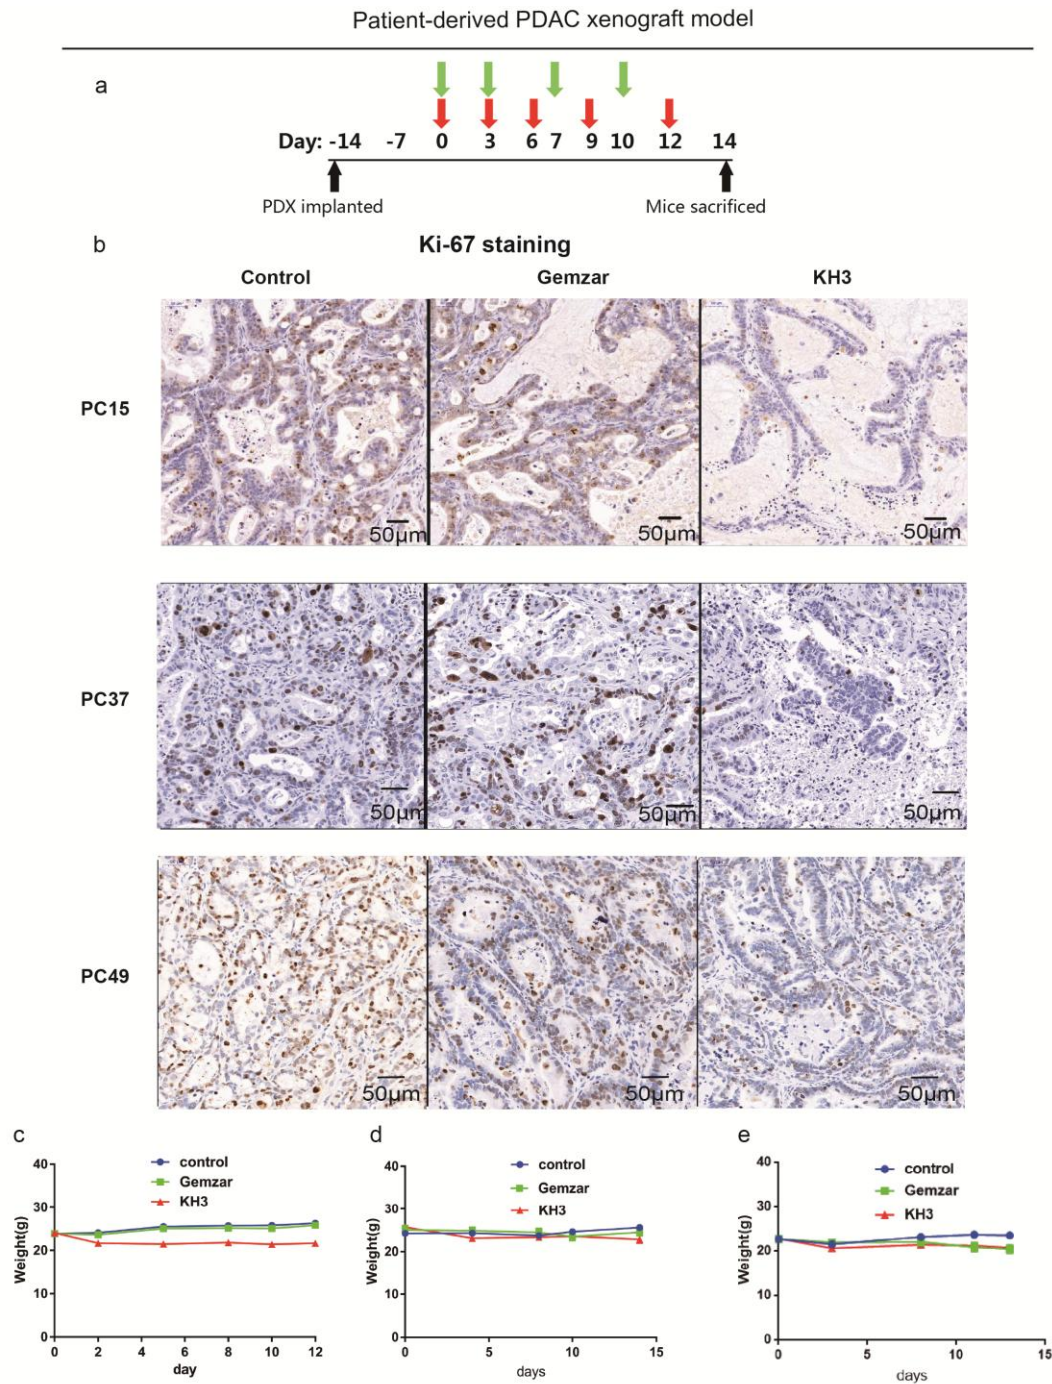 Patient-derived PDAC xenograft model
a
Day: -14 -7 0 3 6 7 9 10 12 14
PDX implanted Mice sacrificed
b Ki-67 staining
Control Gemzar KH3
PC15
50µm 50µm 50µm
PC37
50µm 50µm 50µm
PC49
50µm 50µm 50µm
c
control
Gemzar
KH3
Weight(g)
40
30
20
10
0
0 2 4 6 8 10 12
day
d
control
Gemzar
KH3
Weight(g)
40
30
20
10
0
0 5 10 15
days
e
control
Gemzar
KH3
Weight(g)
40
30
20
10
0
0 5 10 15
days